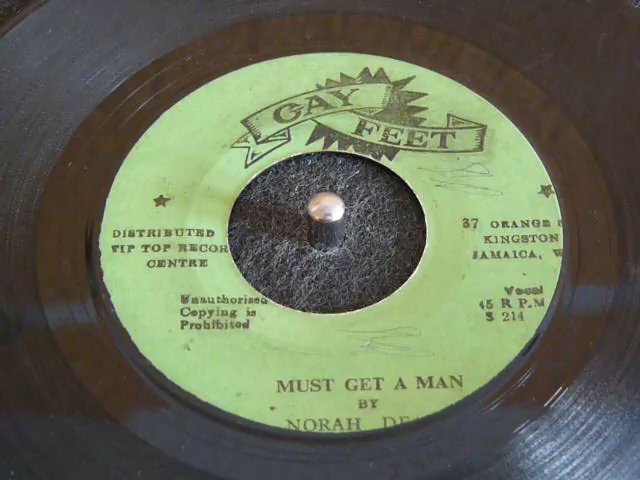 GAY
FEET
DISTRIBUTED
TIP TOP RECOR
CENTRE
37 ORANGE
KINGSTON
JAMAICA, W
Unauthorised
Copying is
Prohibited
Vocal
45 R P.M
S 214
MUST GET A MAN
BY
NORAH DE